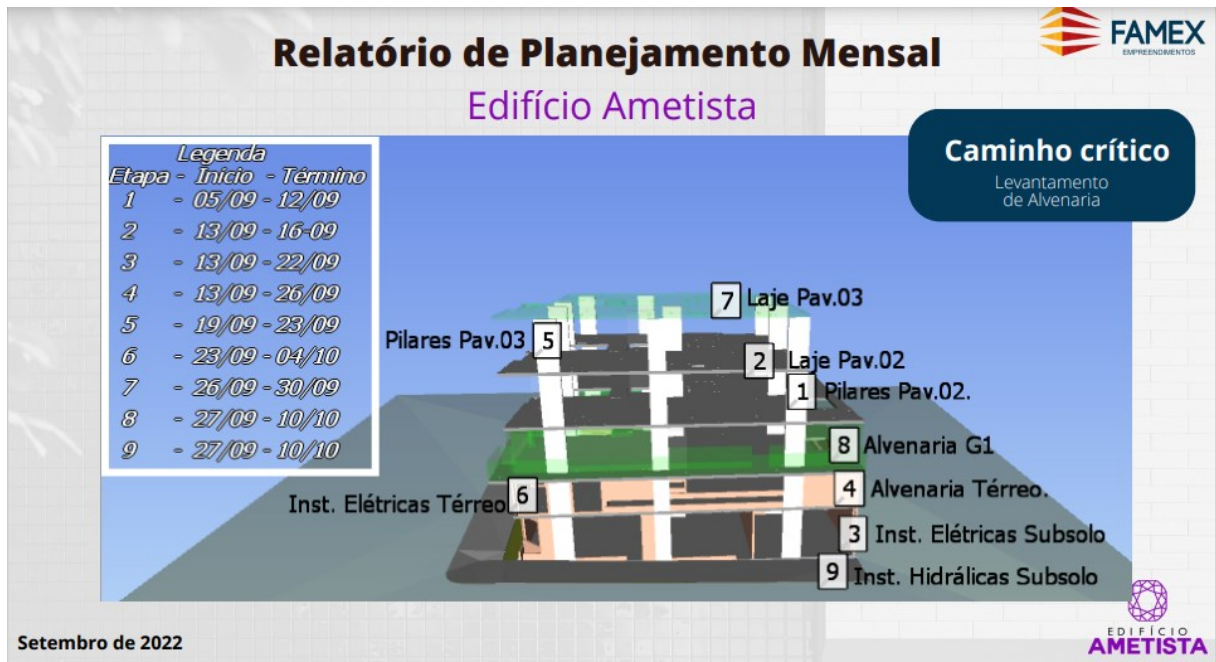 Relatório de Planejamento Mensal
FAMEX
EMPREENDIMENTOS
Edifício Ametista
Caminho crítico
Levantamento
de Alvenaria
Legenda
Etapa - Início - Término
1 - 05/09 - 12/09
2 - 13/09 - 16-09
3 - 13/09 - 22/09
4 - 13/09 - 26/09
5 - 19/09 - 23/09
6 - 23/09 - 04/10
7 - 26/09 - 30/09
8 - 27/09 - 10/10
9 - 27/09 - 10/10
7 Laje Pav.03
Pilares Pav.03 5
2 Laje Pav.02
1 Pilares Pav.02.
8 Alvenaria G1
4 Alvenaria Térreo.
Inst. Elétricas Térreo 6
3 Inst. Elétricas Subsolo
9 Inst. Hidrálicas Subsolo
Setembro de 2022
EDIFÍCIO
AMETISTA